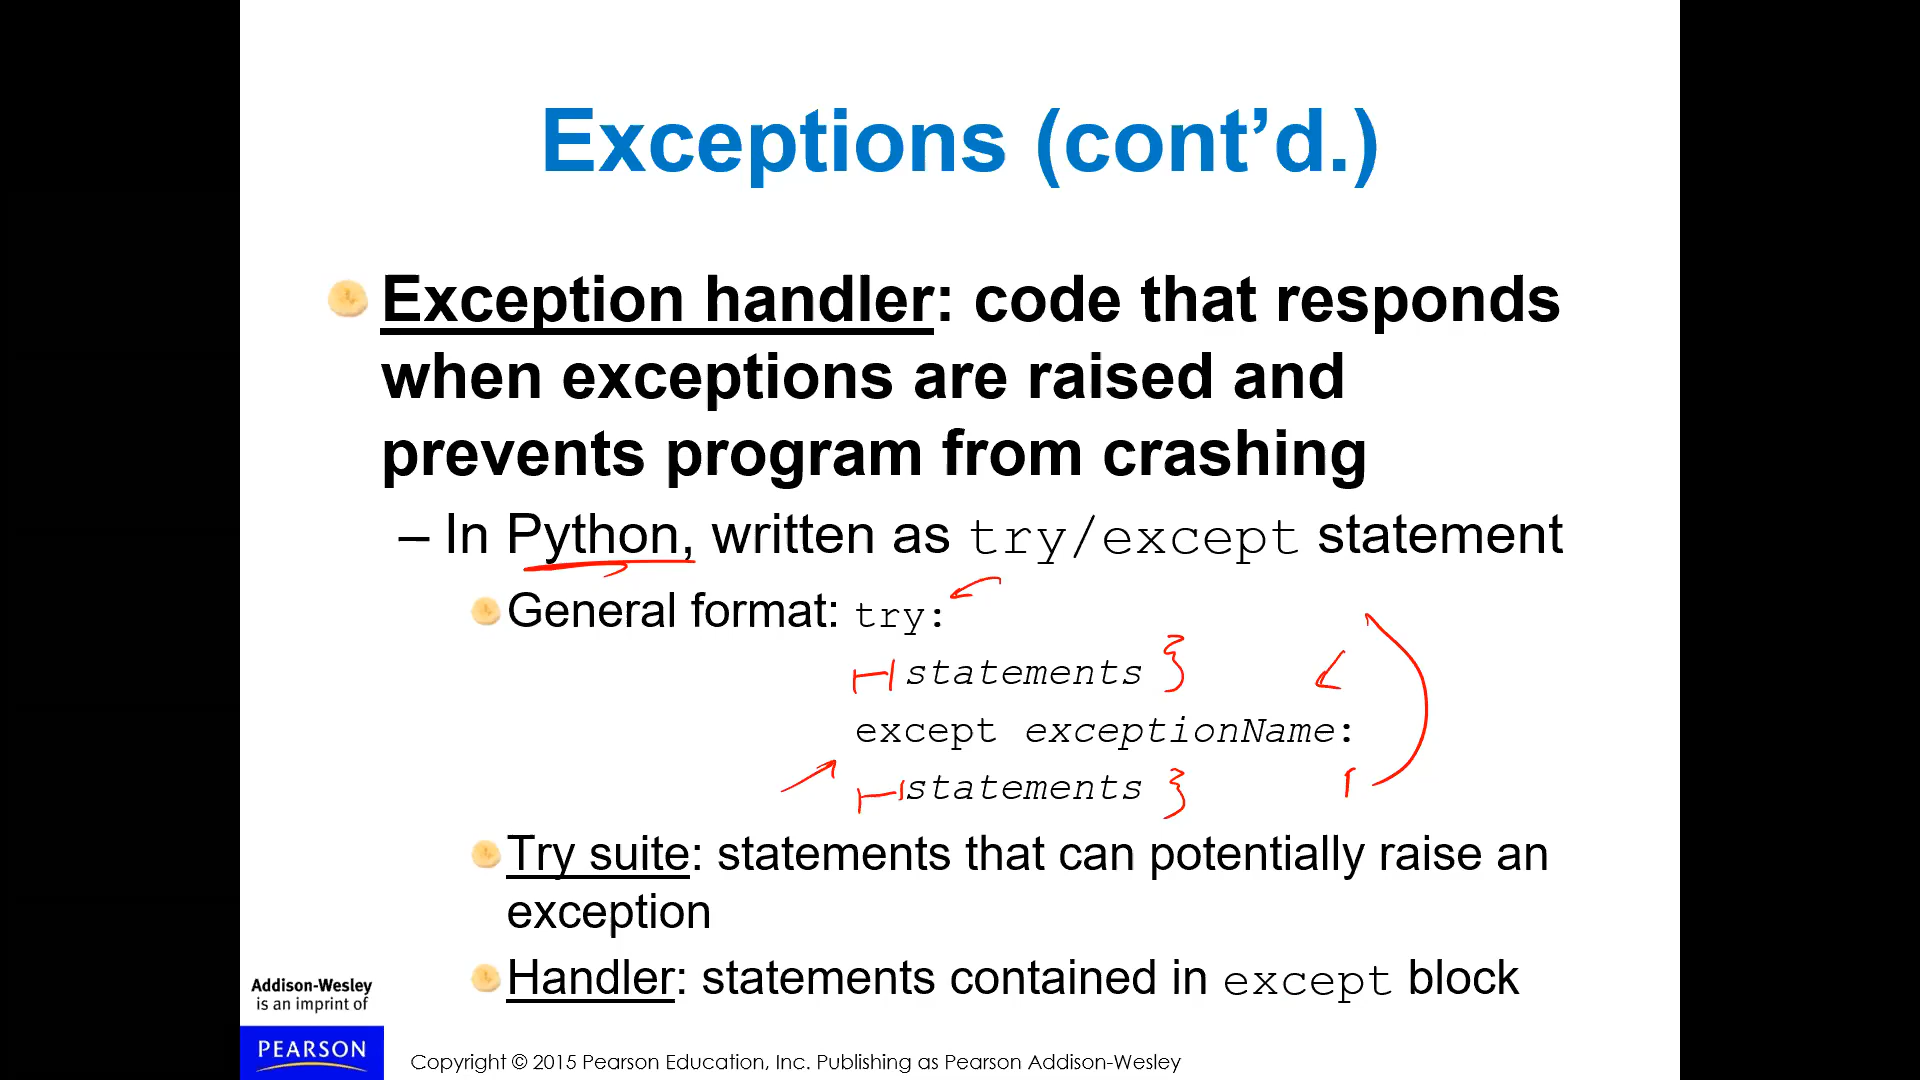 Exceptions (cont’d.)
Exception handler: code that responds
when exceptions are raised and
prevents program from crashing
– In Python, written as try/except statement
General format: try:
statements
except exceptionName:
statements
Try suite: statements that can potentially raise an
exception
Handler: statements contained in except block
Addison-Wesley
is an imprint of
PEARSON
Copyright © 2015 Pearson Education, Inc. Publishing as Pearson Addison-Wesley